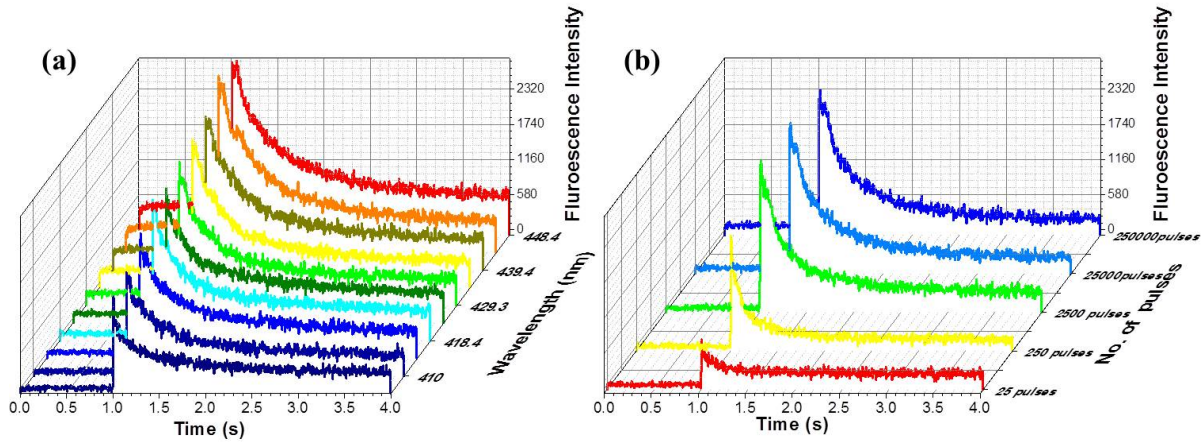 (a)
Fluroescence Intensity
2320
1740
1160
580
0
448.4
439.4
429.3
418.4
410
Wavelength (nm)
0.0 0.5 1.0 1.5 2.0 2.5 3.0 3.5 4.0
Time (s)
(b)
Fluroescence Intensity
2320
1740
1160
580
0
250000pulses
25000pulses
2500 pulses
250 pulses
25 pulses
No. of pulses
0.0 0.5 1.0 1.5 2.0 2.5 3.0 3.5 4.0
Time (s)